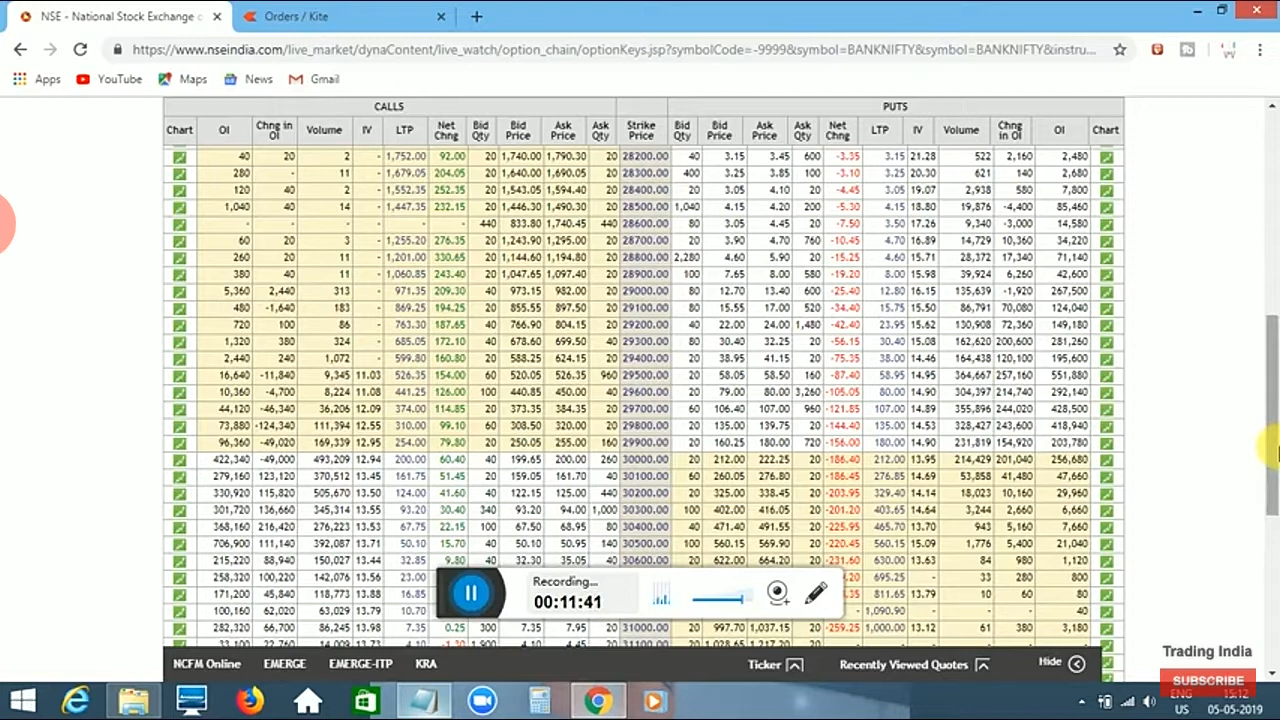 NSE - National Stock Exchange
Orders / Kite
https://www.nseindia.com/live_market/dynaContent/live_watch/option_chain/optionKeys.jsp?symbolCode=-9999&symbol=BANKNIFTY&symbol=BANKNIFTY&instru...
Apps YouTube Maps News Gmail
CALLS PUTS
Chart OI Chng in OI Volume IV LTP Net Chng Bid Qty Bid Price Ask Price Ask Qty Strike Price Bid Qty Bid Price Ask Price Ask Qty Net Chng LTP IV Volume Chng in OI OI Chart
40 20 2 - 1,752.00 92.00 20 1,740.00 1,790.30 20 28200.00 40 3.15 3.45 600 -3.35 3.15 21.28 522 2,160 2,480
280 - 11 - 1,679.05 204.05 20 1,640.00 1,690.05 20 28300.00 400 3.25 3.85 100 -3.10 3.25 20.30 621 140 2,680
120 40 2 - 1,552.35 252.35 20 1,543.05 1,594.40 20 28400.00 20 3.05 4.10 20 -4.45 3.05 19.07 2,938 580 7,800
1,040 40 14 - 1,447.35 232.15 20 1,446.30 1,490.30 20 28500.00 1,040 4.15 4.20 200 -5.30 4.15 18.80 19,876 -4,400 85,460
- - - - - - 440 833.80 1,740.45 440 28600.00 80 3.05 4.45 20 -7.50 3.50 17.26 9,340 -3,000 14,580
60 20 3 - 1,255.20 276.35 20 1,243.90 1,295.00 20 28700.00 20 3.90 4.70 760 -10.45 4.70 16.89 14,729 10,360 34,220
260 20 11 - 1,201.00 330.65 20 1,144.60 1,194.80 20 28800.00 2,280 4.60 5.90 20 -15.25 4.60 15.71 28,372 17,340 71,140
380 40 11 - 1,060.85 243.40 20 1,047.65 1,097.40 20 28900.00 100 7.65 8.00 580 -19.20 8.00 15.98 39,924 6,260 42,600
5,360 2,440 313 - 971.35 209.30 40 973.15 982.00 40 29000.00 80 12.70 13.40 600 -25.40 12.80 16.15 135,639 -1,920 267,500
480 -1,640 183 - 869.25 194.25 20 855.55 897.50 20 29100.00 80 15.55 17.00 520 -34.40 15.75 15.50 86,791 70,080 124,040
720 100 86 - 763.30 187.65 40 766.90 804.15 20 29200.00 40 22.00 24.00 1,480 -42.40 23.95 15.62 130,908 72,360 149,180
1,320 380 324 - 685.05 172.10 40 678.60 699.50 40 29300.00 80 30.40 32.25 20 -56.15 30.40 15.08 162,620 200,600 281,260
2,440 240 1,072 - 599.80 160.80 20 588.25 624.15 20 29400.00 20 38.95 41.15 20 -75.35 38.00 14.46 164,438 120,100 195,600
16,640 -11,840 9,345 11.03 526.35 154.00 60 520.05 526.35 960 29500.00 20 58.05 58.50 160 -87.40 58.95 14.95 364,667 257,160 551,880
10,360 -4,700 8,224 11.08 441.25 126.00 100 440.85 450.00 40 29600.00 20 79.00 80.00 3,260 -105.05 80.00 14.90 304,397 214,740 292,140
44,120 -46,340 36,206 12.09 374.00 114.85 20 373.35 384.35 20 29700.00 60 106.40 107.00 960 -121.85 107.00 14.89 355,896 244,020 428,500
73,880 -124,340 111,394 12.55 310.00 99.10 60 308.50 320.00 20 29800.00 20 135.00 139.75 20 -144.40 135.00 14.53 328,427 243,600 418,940
96,360 -49,020 169,339 12.95 254.00 79.80 20 250.05 255.00 160 29900.00 20 160.25 180.00 720 -156.00 180.00 14.90 231,819 154,920 203,780
422,340 -49,000 493,209 12.94 200.00 60.40 40 199.65 200.00 260 30000.00 20 212.00 222.25 20 -186.40 212.00 13.95 214,429 201,040 256,680
279,160 123,120 370,512 13.45 161.75 51.45 20 159.05 161.70 40 30100.00 60 260.05 276.80 20 -186.45 276.85 14.69 53,858 41,480 47,660
330,920 115,820 505,670 13.50 124.00 41.60 40 122.15 125.00 440 30200.00 20 325.00 338.45 20 -203.95 329.40 14.14 18,023 10,160 29,960
301,720 136,660 345,314 13.55 93.20 30.40 340 93.20 94.00 1,000 30300.00 100 402.00 416.05 20 -201.20 403.65 14.64 3,244 2,660 6,660
368,160 216,420 276,223 13.53 67.75 22.15 100 67.50 68.95 80 30400.00 40 471.40 491.55 20 -225.95 465.70 13.70 943 5,160 7,660
706,900 111,140 392,087 13.71 50.10 15.70 40 50.10 50.95 140 30500.00 100 560.15 569.90 20 -220.45 560.15 15.09 1,776 5,400 21,040
215,220 88,940 150,027 13.44 32.85 9.80 40 32.30 35.05 40 30600.00 20 622.00 664.20 20 -231.60 630.00 13.63 84 980 1,120
258,320 100,220 142,076 13.56 23.00 .20 695.25 - 33 280 800
171,200 45,840 118,773 13.88 16.85 .35 811.65 13.79 10 60 80
100,160 62,020 63,029 13.79 10.70 - 1,090.90 - - - 40
282,320 66,700 86,245 13.98 7.35 0.25 300 7.35 7.95 20 31000.00 20 997.70 1,037.15 20 -259.25 1,000.00 13.12 61 380 3,180
Recording...
00:11:41
NCFM Online EMERGE EMERGE-ITP KRA Ticker Recently Viewed Quotes Hide
Trading India
SUBSCRIBE
ENG 15:12
US 05-05-2019